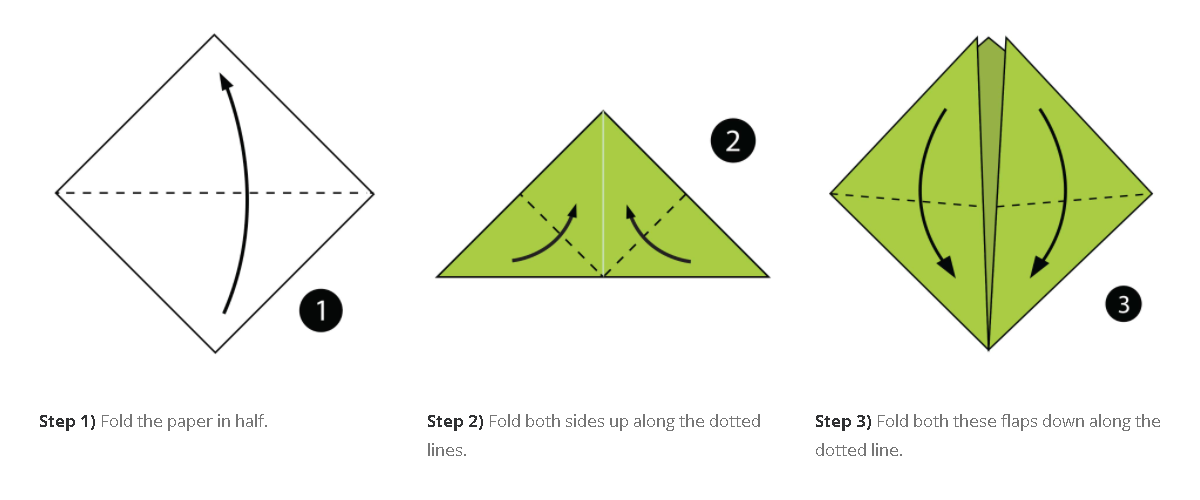 1
2
3
Step 1) Fold the paper in half.
Step 2) Fold both sides up along the dotted
lines.
Step 3) Fold both these flaps down along the
dotted line.